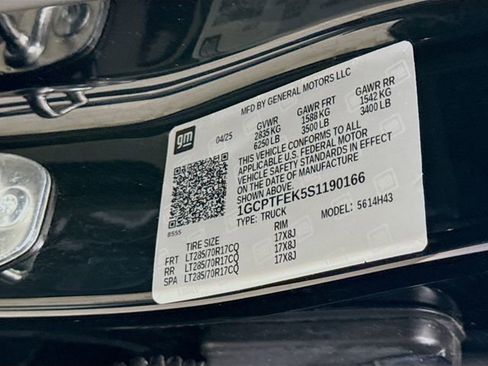 MFD BY GENERAL MOTORS LLC
gm
04/25
GVWR GAWR FRT GAWR RR
2835 KG 1588 KG 1542 KG
6250 LB 3500 LB 3400 LB
THIS VEHICLE CONFORMS TO ALL
APPLICABLE U.S. FEDERAL MOTOR
VEHICLE SAFETY STANDARDS IN EFFECT
ON THE DATE OF MANUFACTURE
1GCPTFEK5S1190166
TYPE: TRUCK MODEL: 5614H43
8555
TIRE SIZE RIM
FRT LT285/70R17CQ 17X8J
RR LT285/70R17CQ 17X8J
SPA LT285/70R17CQ 17X8J